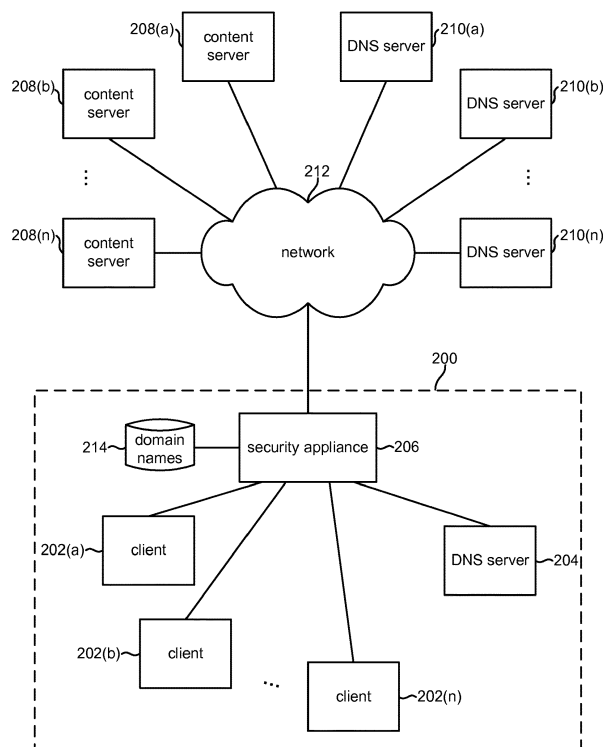 208(a)
content
server
DNS server
210(a)
208(b)
content
server
DNS server
210(b)
...
...
212
208(n)
content
server
network
DNS server
210(n)
200
214
domain
names
security appliance
206
202(a)
client
DNS server
204
202(b)
client
...
client
202(n)